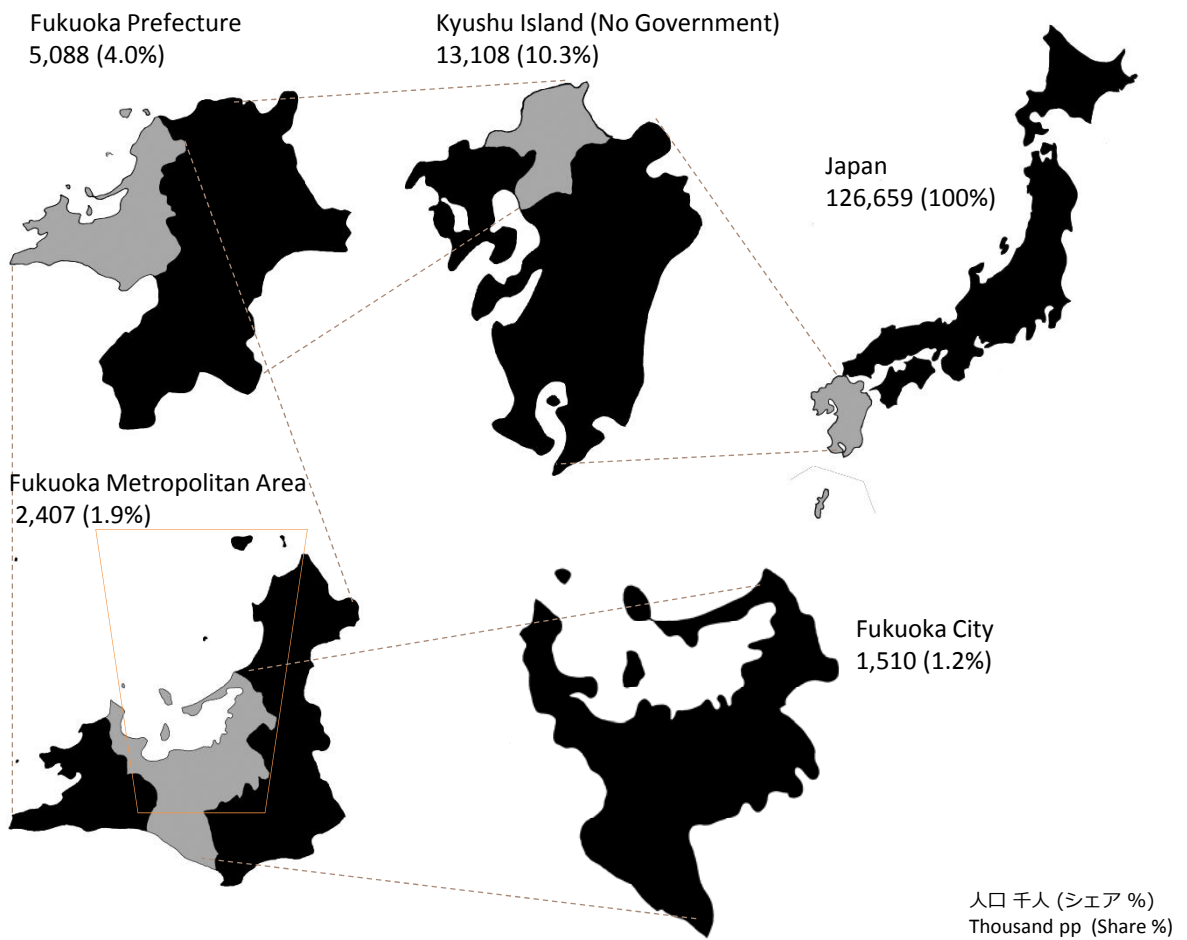 Fukuoka Prefecture
5,088 (4.0%)
Kyushu Island (No Government)
13,108 (10.3%)
Japan
126,659 (100%)
Fukuoka Metropolitan Area
2,407 (1.9%)
Fukuoka City
1,510 (1.2%)
人口 千人 (シェア %)
Thousand pp (Share %)